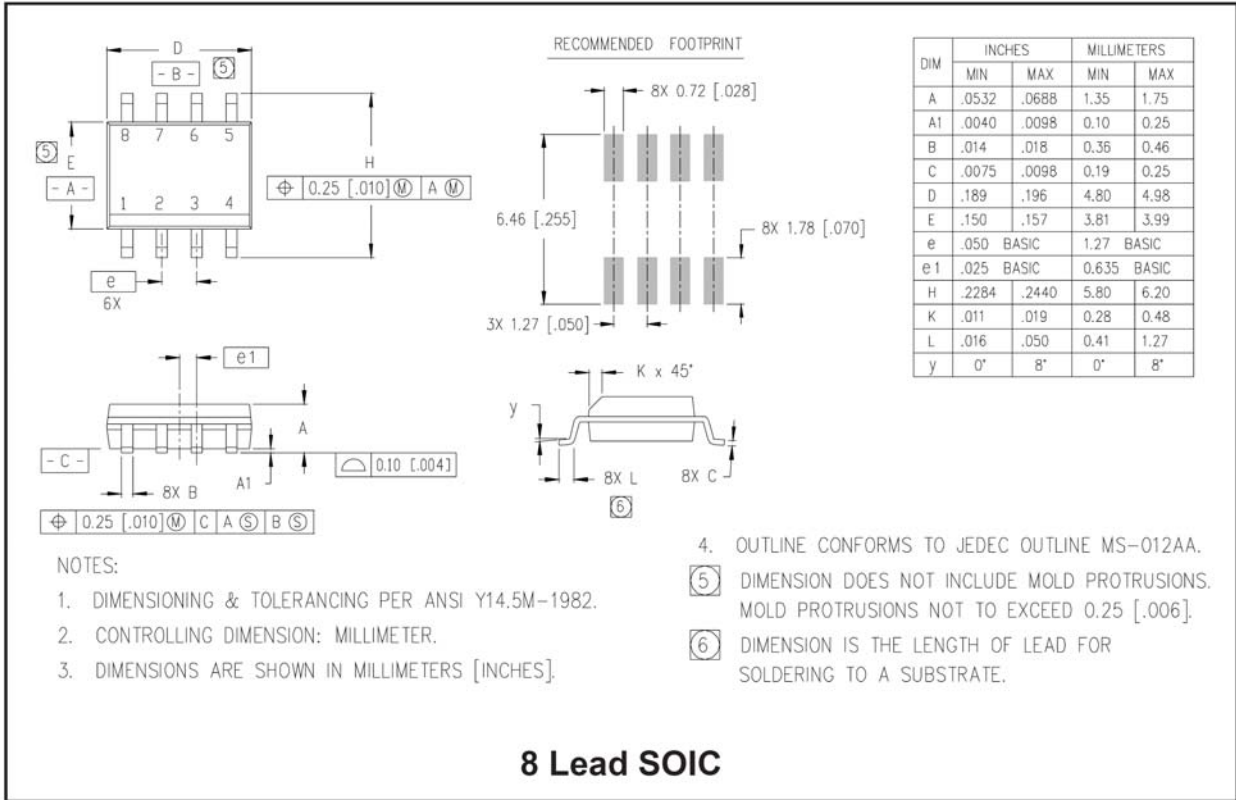 D
- B - 5
8 7 6 5
5 E
- A -
H
⌖ 0.25 [.010] Ⓜ A Ⓜ
1 2 3 4
e
6X
RECOMMENDED FOOTPRINT
8X 0.72 [.028]
6.46 [.255]
8X 1.78 [.070]
3X 1.27 [.050]
DIM INCHES MILLIMETERS
MIN MAX MIN MAX
A .0532 .0688 1.35 1.75
A1 .0040 .0098 0.10 0.25
B .014 .018 0.36 0.46
C .0075 .0098 0.19 0.25
D .189 .196 4.80 4.98
E .150 .157 3.81 3.99
e .050 BASIC 1.27 BASIC
e1 .025 BASIC 0.635 BASIC
H .2284 .2440 5.80 6.20
K .011 .019 0.28 0.48
L .016 .050 0.41 1.27
y 0° 8° 0° 8°
e1
A
- C -
8X B
A1
⌓ 0.10 [.004]
⌖ 0.25 [.010] Ⓜ C A Ⓢ B Ⓢ
K x 45°
y
8X L
8X C
6
NOTES:
1. DIMENSIONING & TOLERANCING PER ANSI Y14.5M-1982.
2. CONTROLLING DIMENSION: MILLIMETER.
3. DIMENSIONS ARE SHOWN IN MILLIMETERS [INCHES].
4. OUTLINE CONFORMS TO JEDEC OUTLINE MS-012AA.
5 DIMENSION DOES NOT INCLUDE MOLD PROTRUSIONS.
MOLD PROTRUSIONS NOT TO EXCEED 0.25 [.006].
6 DIMENSION IS THE LENGTH OF LEAD FOR
SOLDERING TO A SUBSTRATE.
8 Lead SOIC